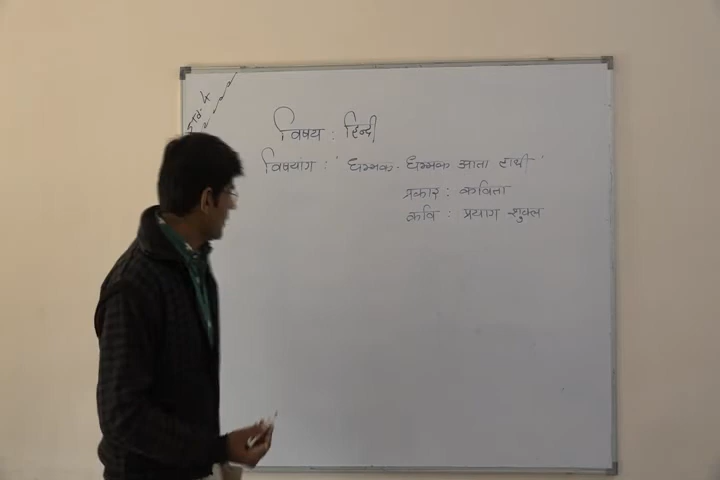 विषय : हिन्दी
विषयांग : ' धम्मक - धम्मक आता हाथी '
प्रकार : कविता
कवि : प्रयाग शुक्ल